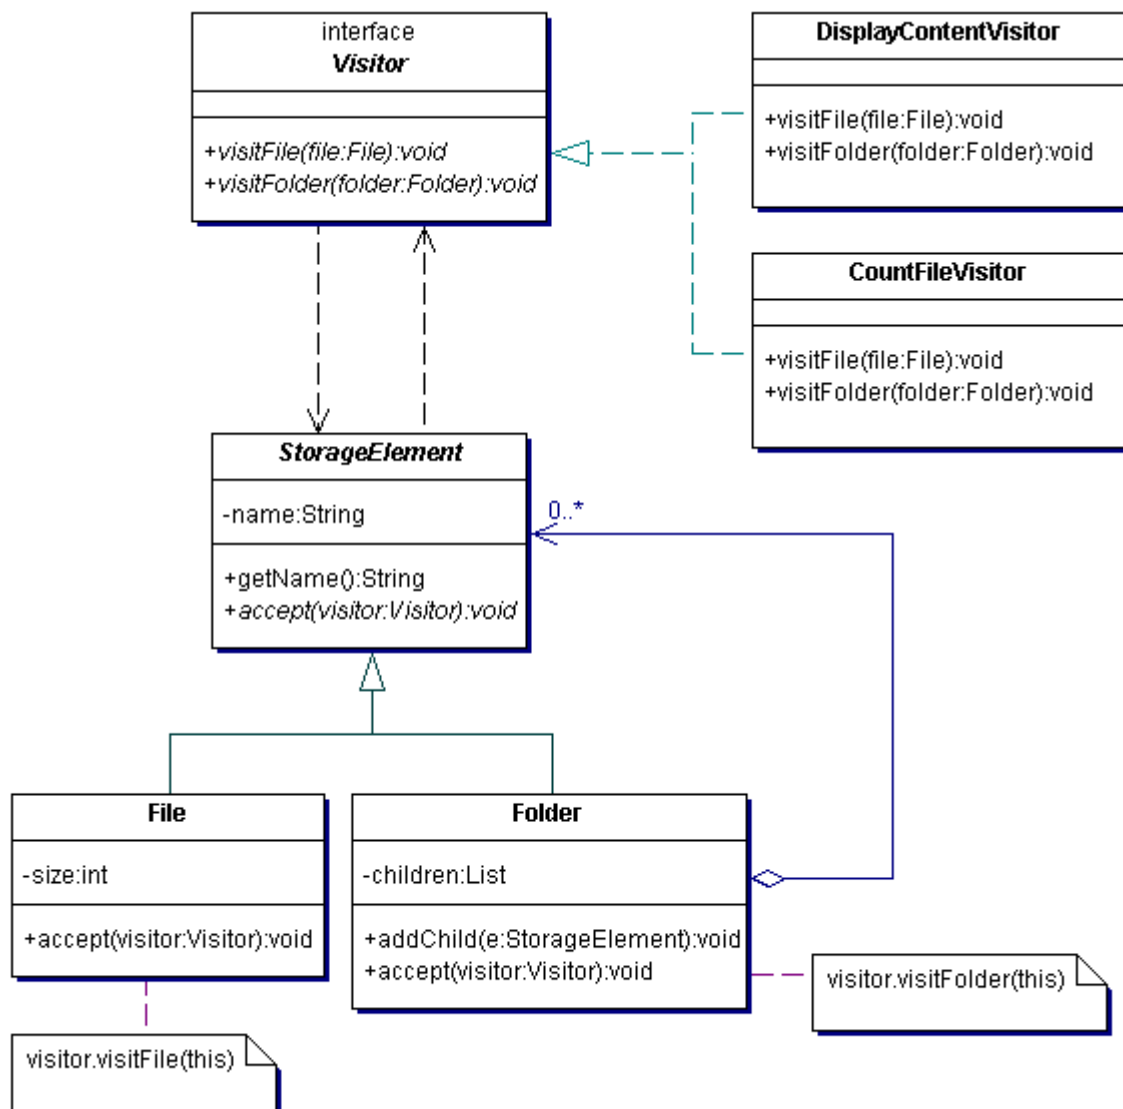 interface
Visitor
+visitFile(file:File):void
+visitFolder(folder:Folder):void
DisplayContentVisitor
+visitFile(file:File):void
+visitFolder(folder:Folder):void
CountFileVisitor
+visitFile(file:File):void
+visitFolder(folder:Folder):void
StorageElement
-name:String
+getName():String
+accept(visitor:Visitor):void
0..*
File
-size:int
+accept(visitor:Visitor):void
Folder
-children:List
+addChild(e:StorageElement):void
+accept(visitor:Visitor):void
visitor.visitFolder(this)
visitor.visitFile(this)